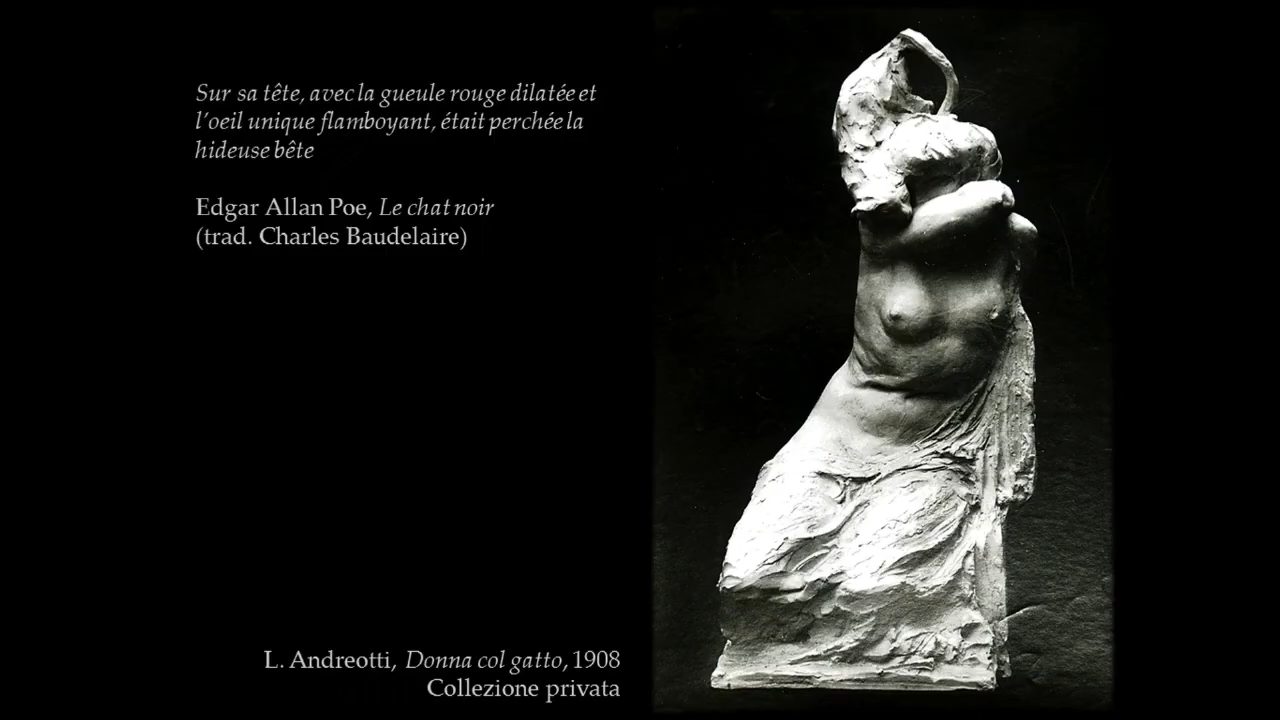 Sur sa tête, avec la gueule rouge dilatée et
l'oeil unique flamboyant, était perchée la
hideuse bête
Edgar Allan Poe, Le chat noir
(trad. Charles Baudelaire)
L. Andreotti, Donna col gatto, 1908
Collezione privata